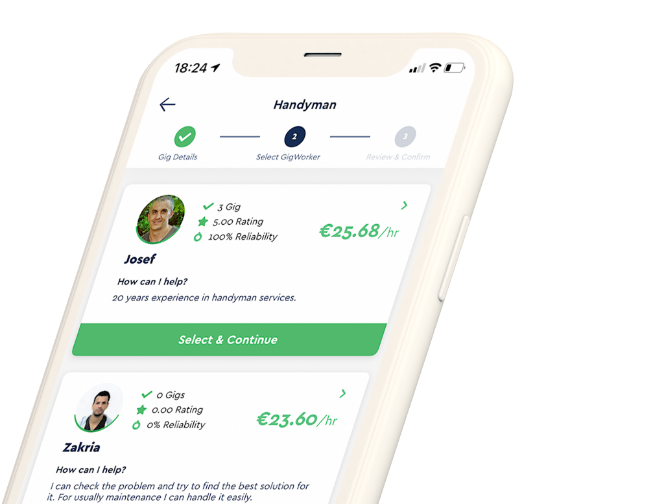 18:24
Handyman
2
3
Gig Details
Select GigWorker
Review & Confirm
3 Gig
5.00 Rating
€25.68/hr
100% Reliability
Josef
How can I help?
20 years experience in handyman services.
Select & Continue
0 Gigs
0.00 Rating
€23.60/hr
0% Reliability
Zakria
How can I help?
I can check the problem and try to find the best solution for
it. For usually maintenance I can handle it easily.